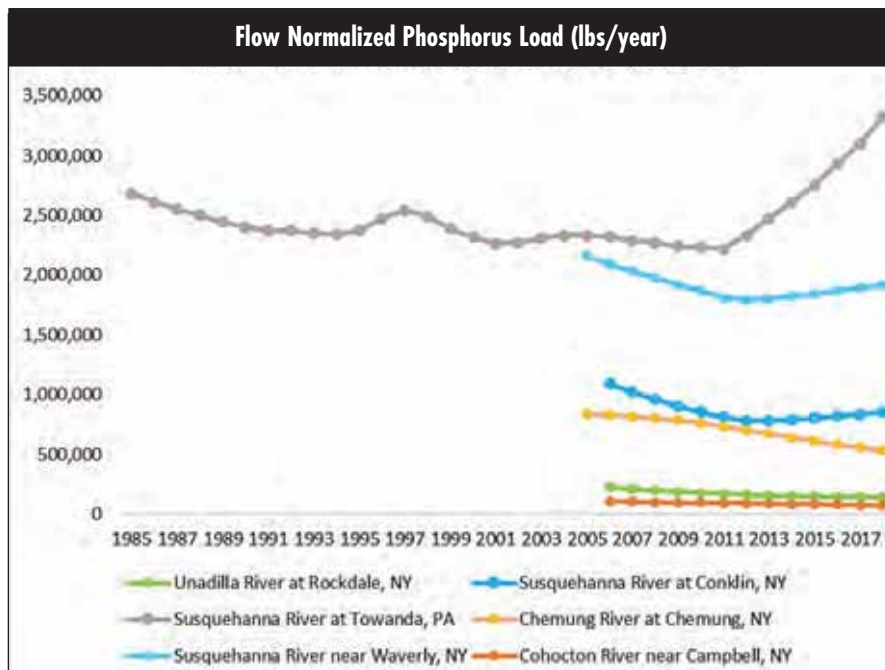 Flow Normalized Phosphorus Load (lbs/year)
3,500,000
3,000,000
2,500,000
2,000,000
1,500,000
1,000,000
500,000
0
1985 1987 1989 1991 1993 1995 1997 1999 2001 2003 2005 2007 2009 2011 2013 2015 2017
Unadilla River at Rockdale, NY Susquehanna River at Conklin, NY
Susquehanna River at Towanda, PA Chemung River at Chemung, NY
Susquehanna River near Waverly, NY Cohocton River near Campbell, NY